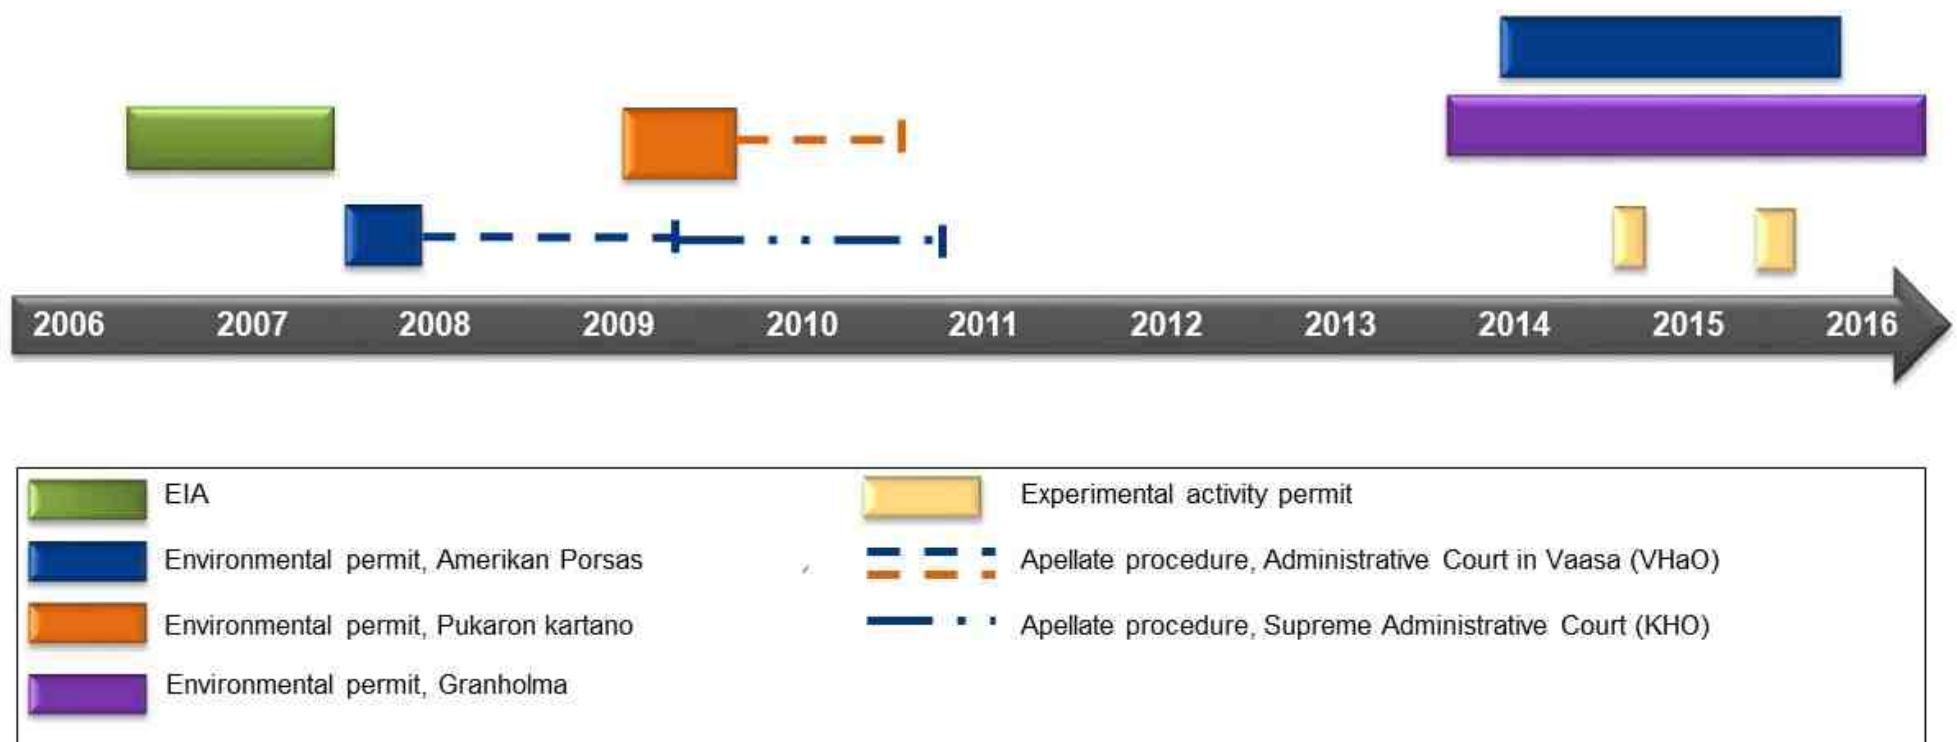 2006 2007 2008 2009 2010 2011 2012 2013 2014 2015 2016
EIA
Environmental permit, Amerikan Porsas
Environmental permit, Pukaron kartano
Environmental permit, Granholma
Experimental activity permit
Apellate procedure, Administrative Court in Vaasa (VHaO)
Apellate procedure, Supreme Administrative Court (KHO)